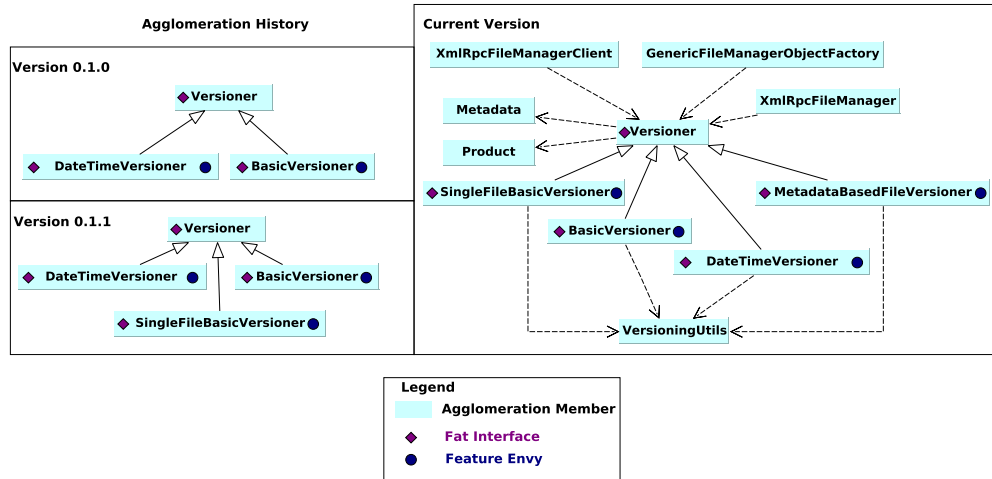 Agglomeration History
Version 0.1.0
Versioner
DateTimeVersioner
BasicVersioner
Version 0.1.1
Versioner
DateTimeVersioner
BasicVersioner
SingleFileBasicVersioner
Current Version
XmlRpcFileManagerClient
GenericFileManagerObjectFactory
Metadata
XmlRpcFileManager
Versioner
Product
SingleFileBasicVersioner
MetadataBasedFileVersioner
BasicVersioner
DateTimeVersioner
VersioningUtils
Legend
Agglomeration Member
Fat Interface
Feature Envy